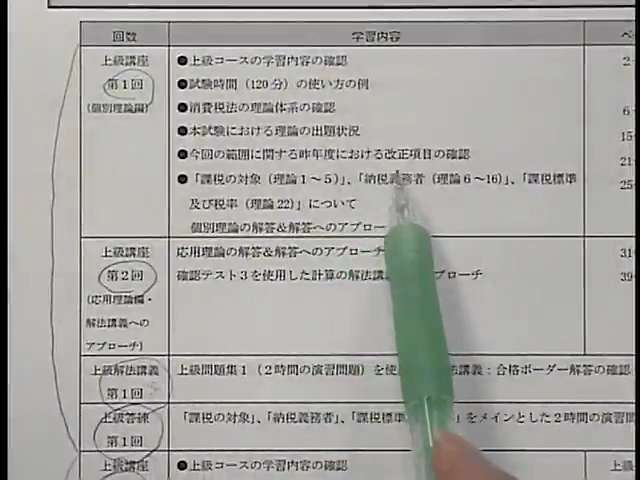 回数 学習内容
上級講座 ●上級コースの学習内容の確認 2
第1回 ●試験時間（120分）の使い方の例
（個別理論編） ●消費税法の理論体系の確認 6
●本試験における理論の出題状況 15
●今回の範囲に関する昨年度における改正項目の確認 21
●「課税の対象（理論1～5）」、「納税義務者（理論6～16）」、「課税標準 25
及び税率（理論22）」について
個別理論の解答&解答へのアプロー
上級講座 応用理論の解答&解答へのアプローチ 31
第2回 確認テスト3を使用した計算の解法講 プローチ 39
（応用理論編・
解法講義への
アプローチ）
上級解法講義 上級問題集1（2時間の演習問題）を使 法講義：合格ボーダー解答の確認
第1回
上級答練 「課税の対象」、「納税義務者」、「課税標準 」をメインとした2時間の演習問
第1回
上級講座 ●上級コースの学習内容の確認 上級